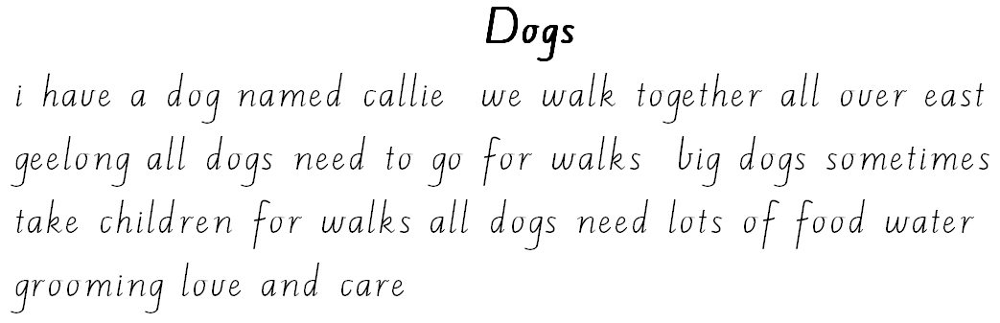 Dogs
i have a dog named callie we walk together all over east
geelong all dogs need to go for walks big dogs sometimes
take children for walks all dogs need lots of food water
grooming love and care